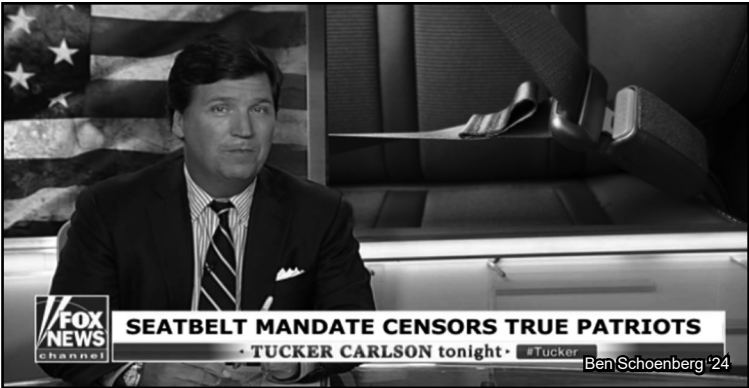 FOX
NEWS
channel
SEATBELT MANDATE CENSORS TRUE PATRIOTS
· TUCKER CARLSON tonight ·
#Tucker
Ben Schoenberg ‘24